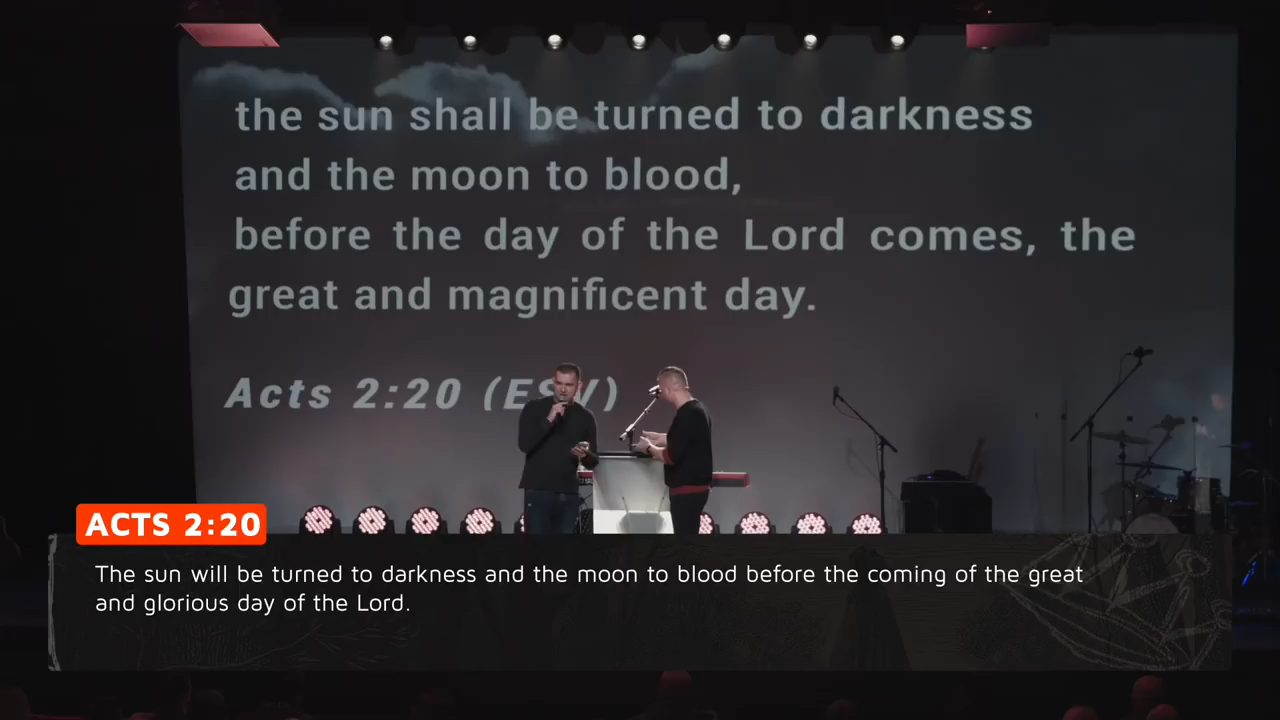 the sun shall be turned to darkness
and the moon to blood,
before the day of the Lord comes, the
great and magnificent day.
Acts 2:20 (ESV)
ACTS 2:20
The sun will be turned to darkness and the moon to blood before the coming of the great
and glorious day of the Lord.